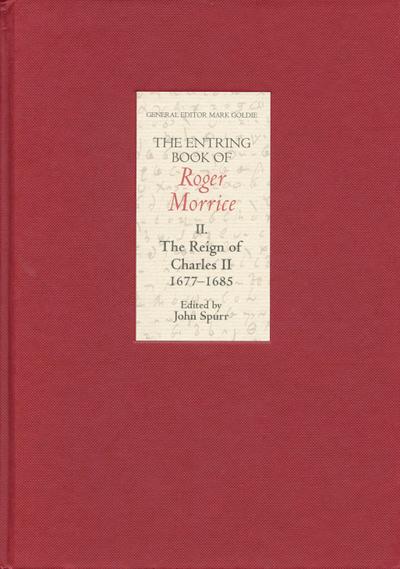 GENERAL EDITOR MARK GOLDIE
THE ENTRING
BOOK OF
Roger
Morrice
II.
The Reign of
Charles II
1677–1685
Edited by
John Spurr